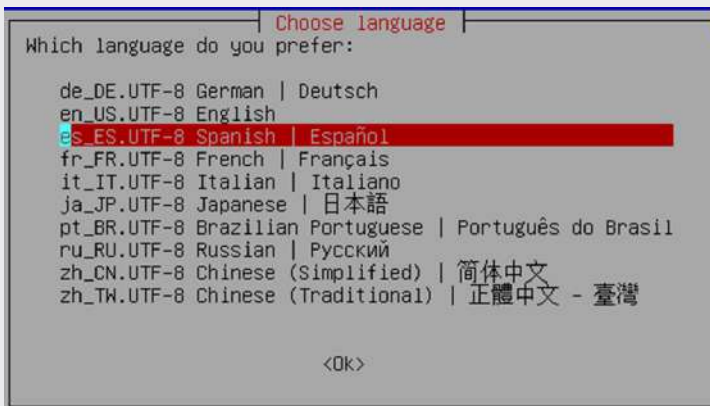 Choose language
Which language do you prefer:
de_DE.UTF-8 German | Deutsch
en_US.UTF-8 English
es_ES.UTF-8 Spanish | Español
fr_FR.UTF-8 French | Français
it_IT.UTF-8 Italian | Italiano
ja_JP.UTF-8 Japanese | 日本語
pt_BR.UTF-8 Brazilian Portuguese | Português do Brasil
ru_RU.UTF-8 Russian | Русский
zh_CN.UTF-8 Chinese (Simplified) | 简体中文
zh_TW.UTF-8 Chinese (Traditional) | 正體中文 - 臺灣
<Ok>